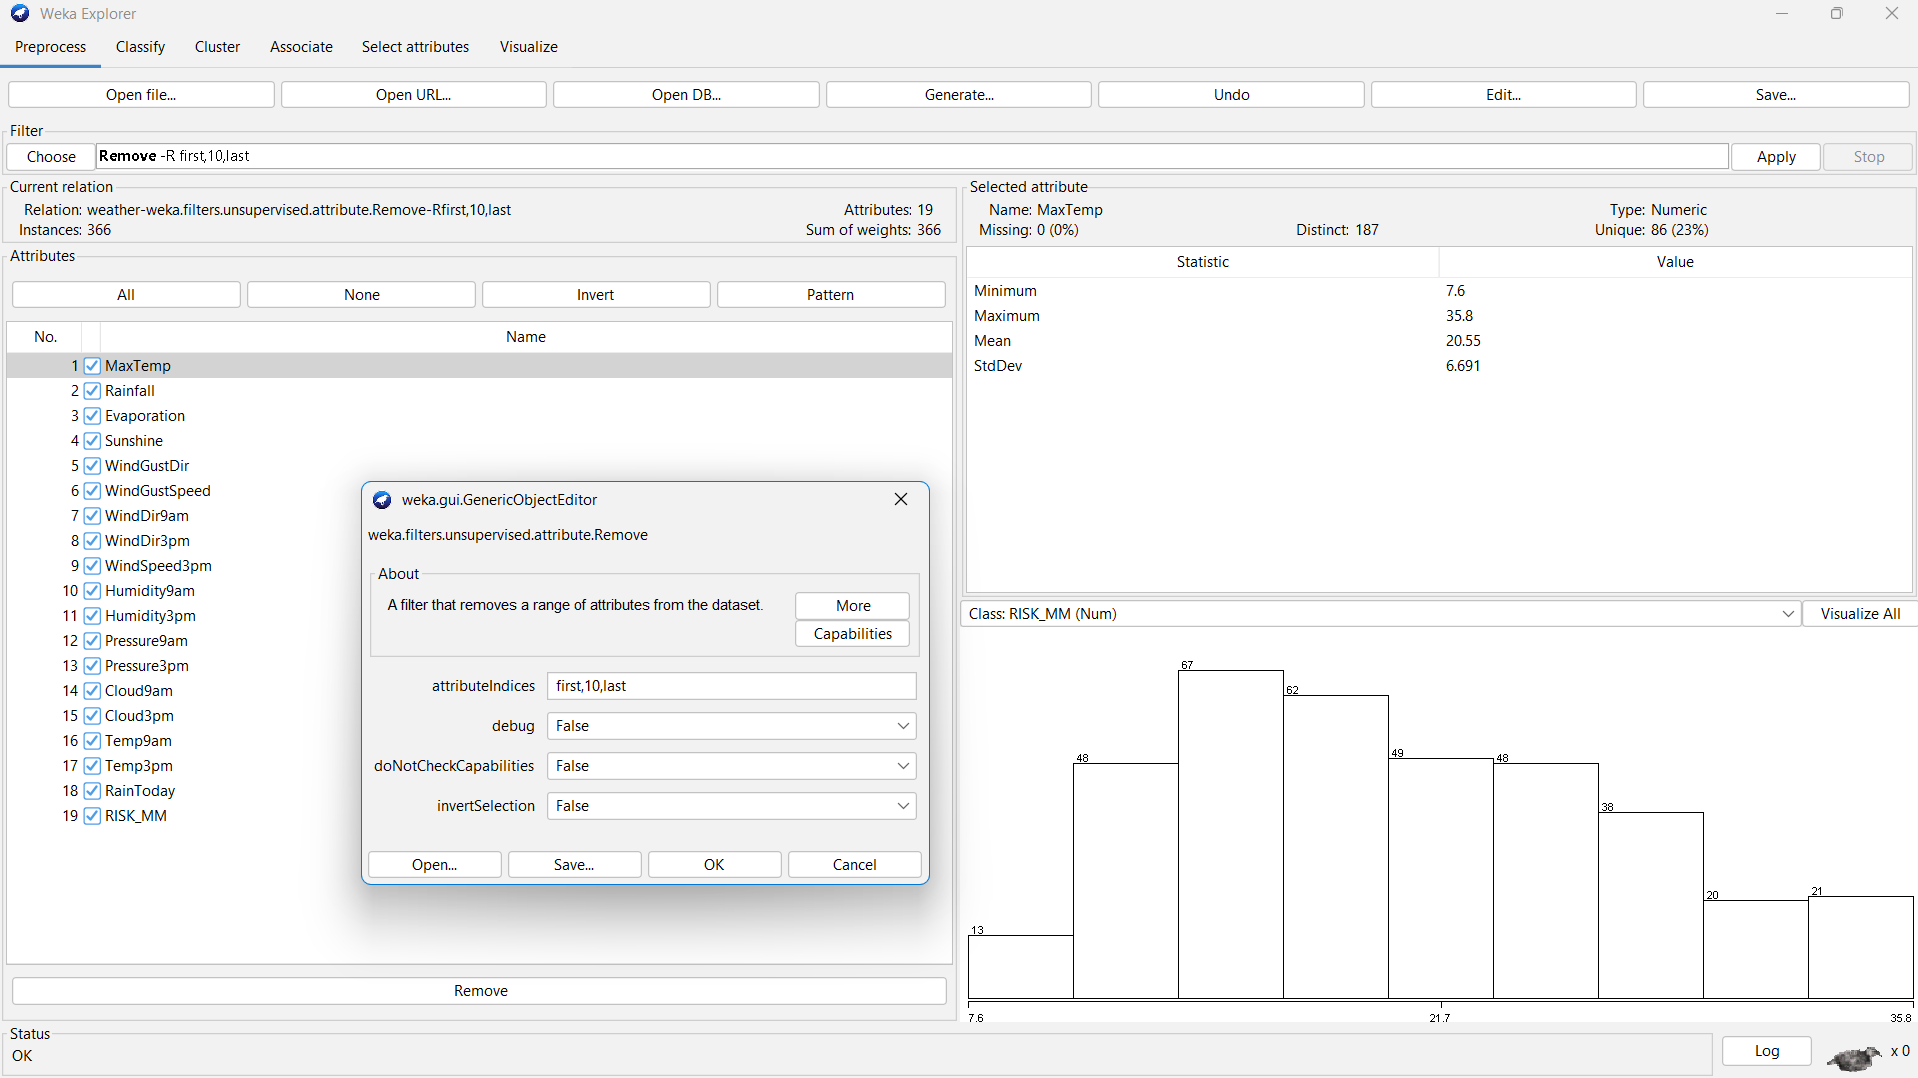 Weka Explorer
Preprocess Classify Cluster Associate Select attributes Visualize
Open file... Open URL... Open DB... Generate... Undo Edit... Save...
Filter
Choose Remove -R first,10,last Apply Stop
Current relation
Relation: weather-weka.filters.unsupervised.attribute.Remove-Rfirst,10,last Attributes: 19
Instances: 366 Sum of weights: 366
Selected attribute
Name: MaxTemp Type: Numeric
Missing: 0 (0%) Distinct: 187 Unique: 86 (23%)
Attributes
All None Invert Pattern
No. Name
1 MaxTemp
2 Rainfall
3 Evaporation
4 Sunshine
5 WindGustDir
6 WindGustSpeed
7 WindDir9am
8 WindDir3pm
9 WindSpeed3pm
10 Humidity9am
11 Humidity3pm
12 Pressure9am
13 Pressure3pm
14 Cloud9am
15 Cloud3pm
16 Temp9am
17 Temp3pm
18 RainToday
19 RISK_MM
Remove
Statistic Value
Minimum 7.6
Maximum 35.8
Mean 20.55
StdDev 6.691
weka.gui.GenericObjectEditor
weka.filters.unsupervised.attribute.Remove
About
A filter that removes a range of attributes from the dataset.
More
Capabilities
attributeIndices first,10,last
debug False
doNotCheckCapabilities False
invertSelection False
Open... Save... OK Cancel
Class: RISK_MM (Num) Visualize All
13
48
67
62
49
48
38
20
21
7.6 21.7 35.8
Status
OK
Log x 0